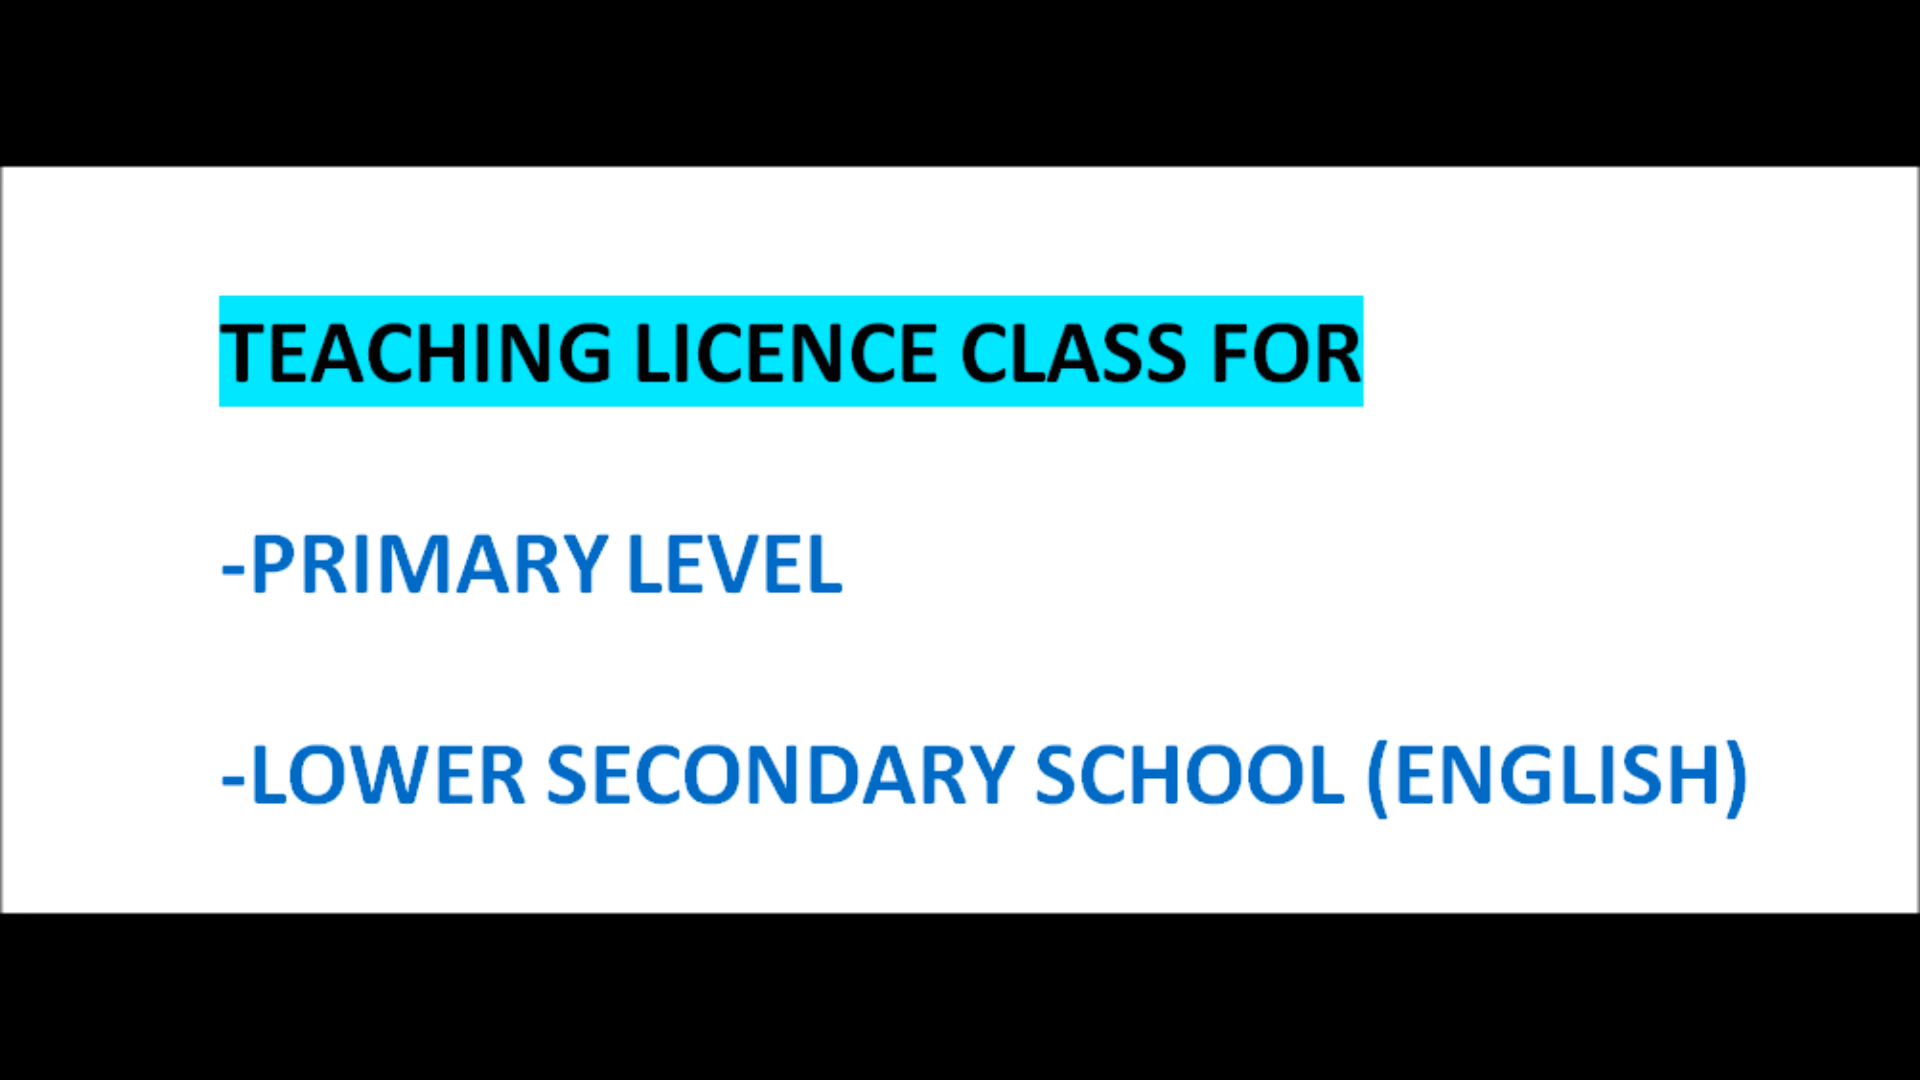 TEACHING LICENCE CLASS FOR
-PRIMARY LEVEL
-LOWER SECONDARY SCHOOL (ENGLISH)